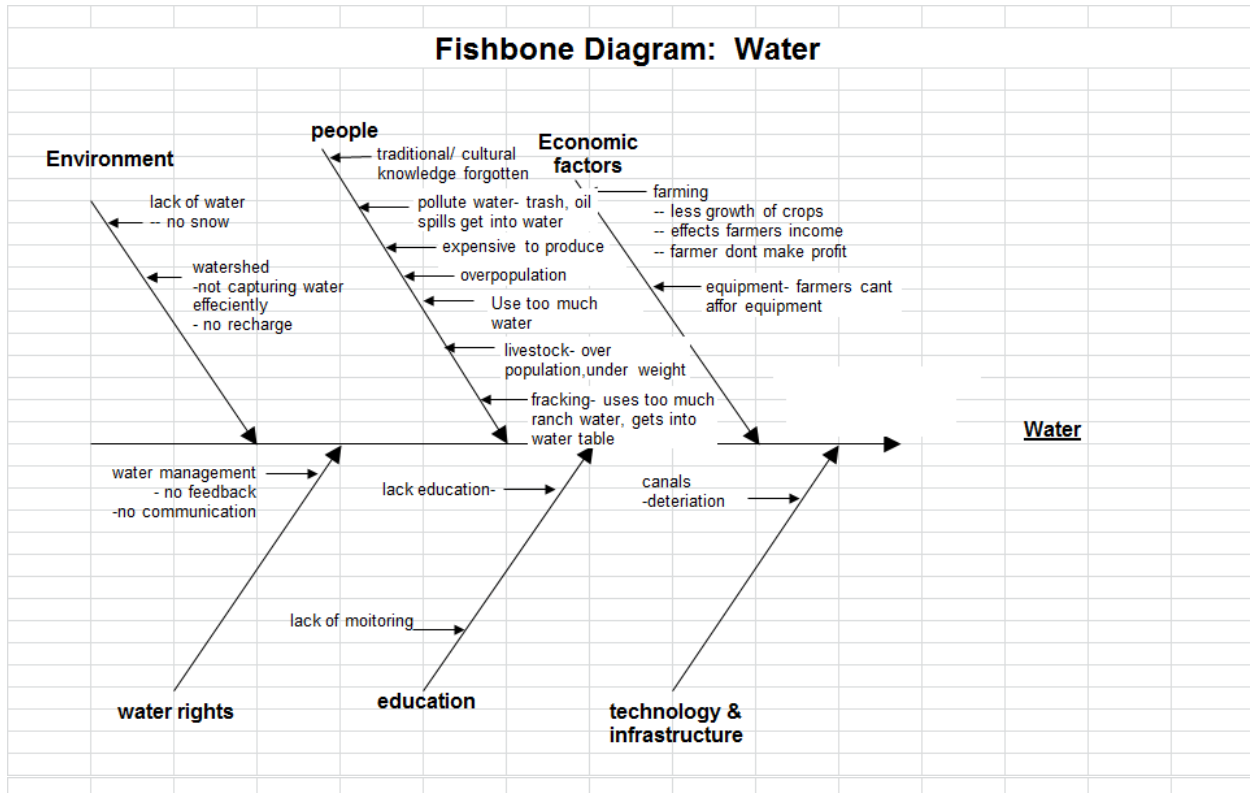 Fishbone Diagram: Water
Environment
lack of water
-- no snow
watershed
-not capturing water
effeciently
- no recharge
people
traditional/ cultural
knowledge forgotten
pollute water- trash, oil
spills get into water
expensive to produce
overpopulation
Use too much
water
livestock- over
population,under weight
fracking- uses too much
ranch water, gets into
water table
Economic
factors
farming
-- less growth of crops
-- effects farmers income
-- farmer dont make profit
equipment- farmers cant
affor equipment
Water
water management
- no feedback
-no communication
water rights
lack education-
lack of moitoring
education
canals
-deteriation
technology &
infrastructure